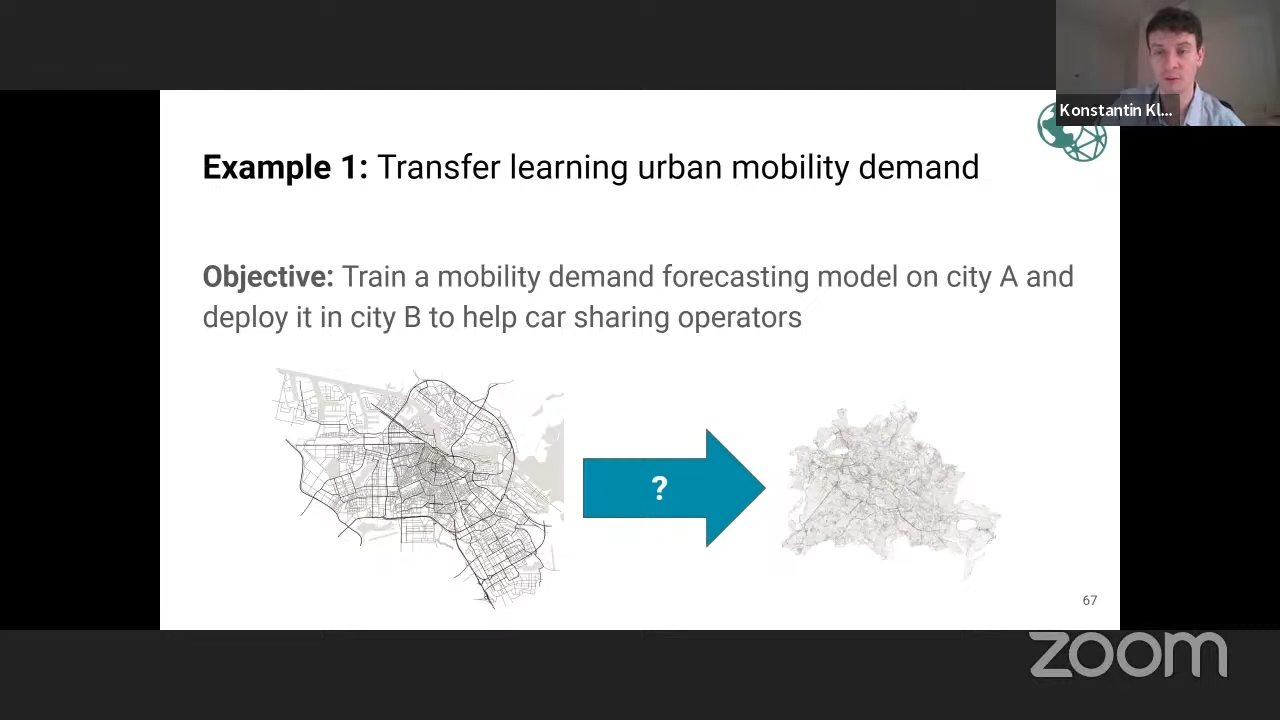 Konstantin Kl...
Example 1: Transfer learning urban mobility demand
Objective: Train a mobility demand forecasting model on city A and
deploy it in city B to help car sharing operators
?
67
zoom